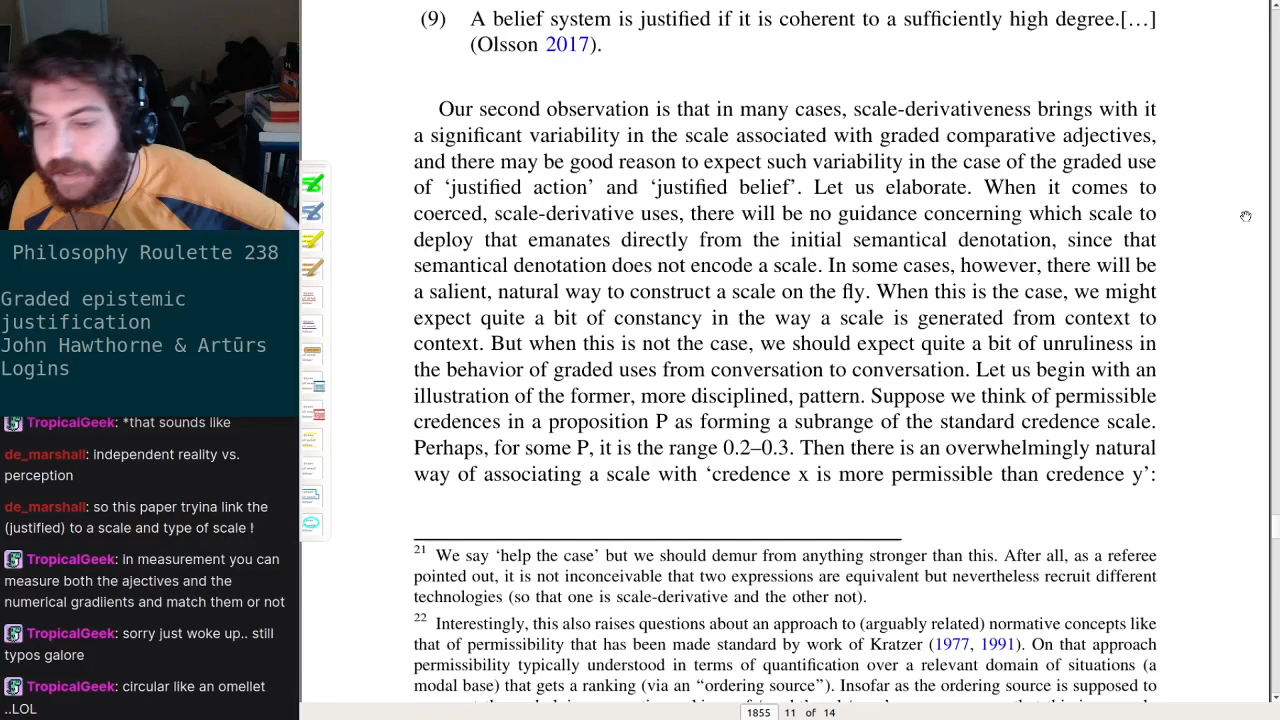 (9) A belief system is justified if it is coherent to a sufficiently high degree.[…]
(Olsson 2017).
Our second observation is that in many cases, scale-derivativeness brings with it
a significant variability in the scale associated with graded comparative adjectives,
and there may be good reason to expect such variability in the case of the graded use
of ‘justified action’ and ‘justified belief’. Let us elaborate. When it comes to
coerced, scale-derivative uses, there will be no guidance concerning which scale to
deploy that emanates directly from the initial semantical denotation, since that
semantical denotation does not encode a scale. In some cases, however, there will be
a salient, natural way to construct a scale on the fly. When this is the case, we might
expect quite a bit of constancy in the way a scale is generated from context to
context. But when this is not the case, we should expect quite a bit of unruliness in
the behavior of graded uses from conversation to conversation. Let us begin with an
illustration of the former, more disciplined, pattern. Suppose we think of permissible
credences in a proposition as forming a subrange of the standard credence scale.
Perhaps, for some p, it is the range 0.2–0.3. Then there is an overwhelmingly natural
way of associating a scale with ‘credence x is more permissible than credence y’:
21 We say ‘help the case’ but we should demur from anything stronger than this. After all, as a referee
pointed out, it is not inconceivable that two expressions are equivalent but nevertheless recruit different
technologies (so that one is scale-derivative and the other not).
22 Interestingly, this also raises questions about an approach to (arguably related) normative concepts like
that of permissibility that has been made standard by work of Kratzer (1977, 1991). On that approach
permissibility typically understood in terms of quantification over a relevant domain of situations (a
modal base) that gets a ranking (via an “ordering source”). Insofar as the ordering source is supposed to
1855 11 of 14
Philosophy Roulette 238
Graded epistemic
justification
John Hawthorne & Artūrs
Logins
TropicalGeek: *that sounds like
de_marshall: independent reality vs.
perception
de_marshall: so this paper tryina link the
(justified) to a scale and type of scale !
TropicalGeek: in measurement you can
measure both the ajectives and the
numerical gradiients and match them or not
TropicalGeek: sorry just woke up.. still
typos galore
TropicalGeek: circular like an omellet
..LOL